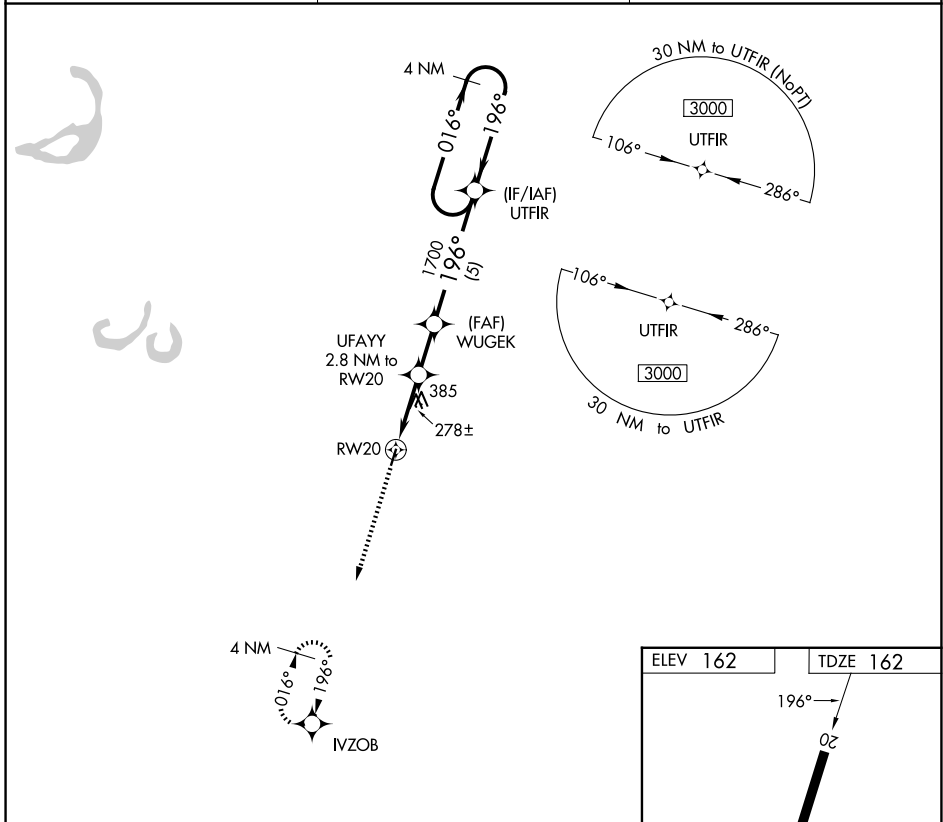 4 NM
016°
196°
(IF/IAF)
UTFIR
1700
196°
(5)
(FAF)
WUGEK
UFAYY
2.8 NM to
RW20
385
278±
RW20
4 NM
016°
196°
IVZOB
30 NM to UTFIR (NoPT)
3000
UTFIR
106°
286°
106°
286°
UTFIR
3000
30 NM to UTFIR
ELEV 162
TDZE 162
196°
20